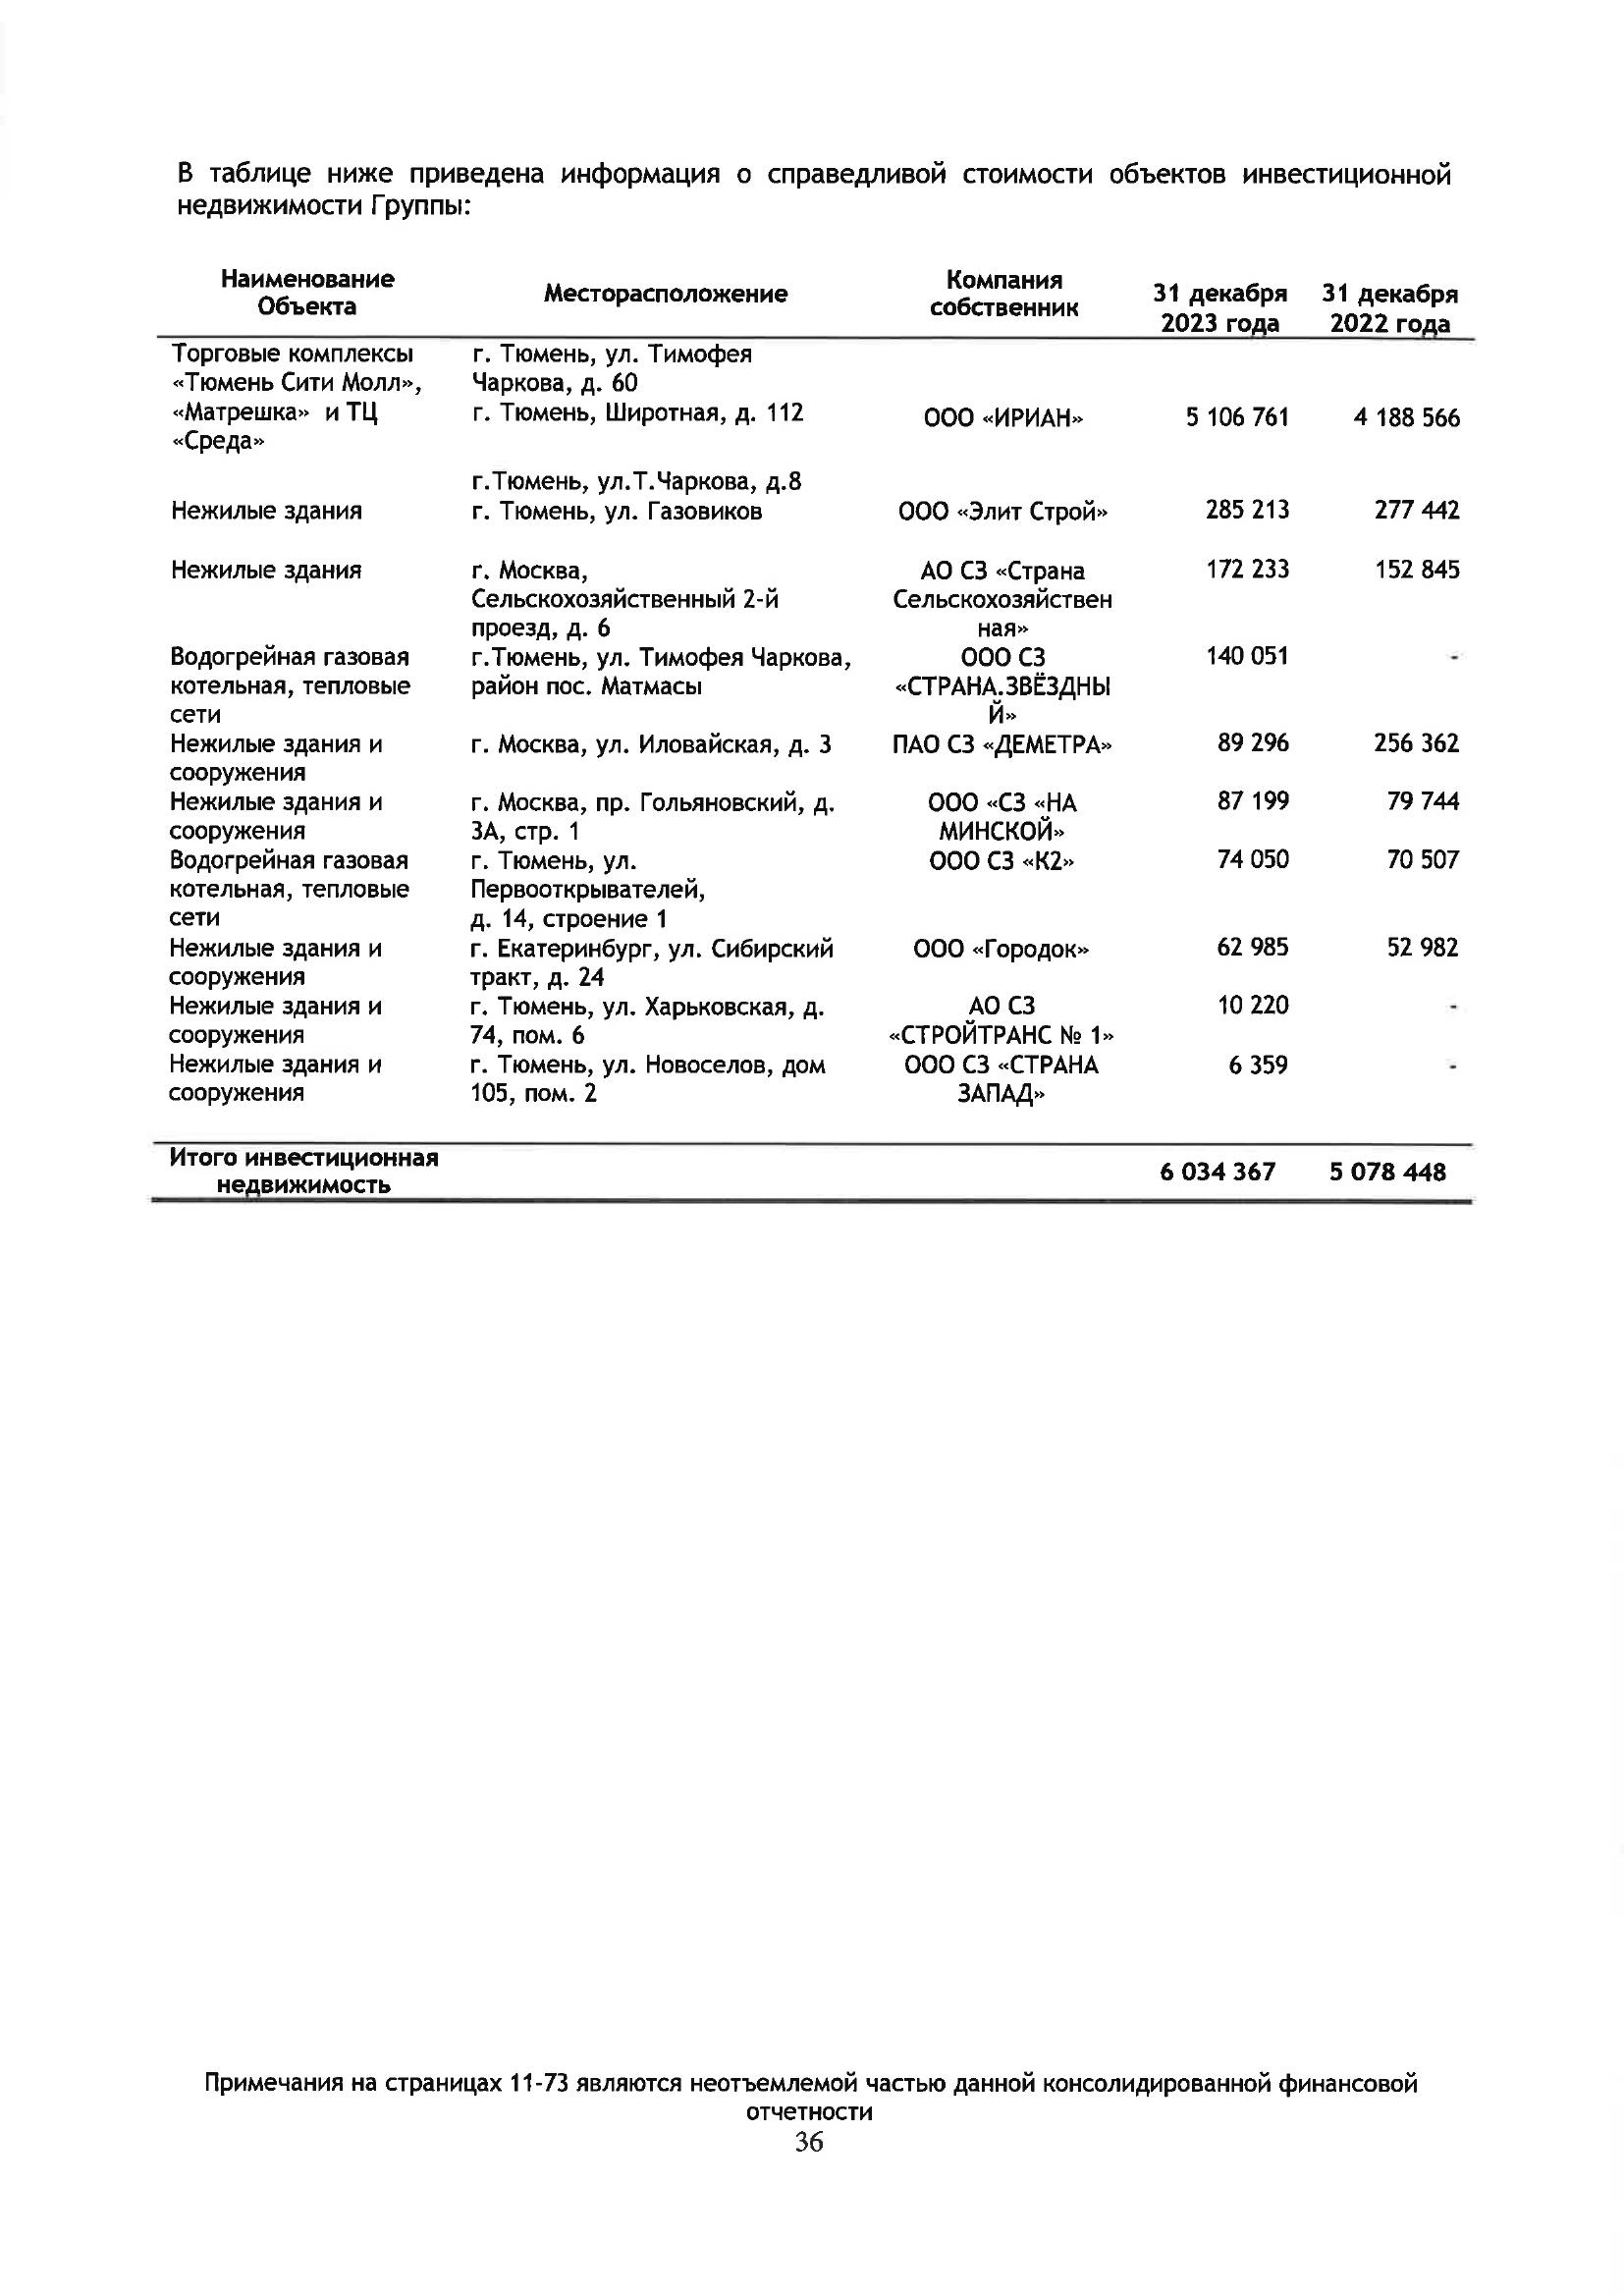 В таблице ниже приведена информация о справедливой стоимости объектов инвестиционной
недвижимости Группы:
Наименование Объекта Месторасположение Компания собственник 31 декабря 2023 года 31 декабря 2022 года
Торговые комплексы г. Тюмень, ул. Тимофея
«Тюмень Сити Молл», Чаркова, д. 60
«Матрешка» и ТЦ г. Тюмень, Широтная, д. 112 ООО «ИРИАН» 5 106 761 4 188 566
«Среда»
г.Тюмень, ул.Т.Чаркова, д.8
Нежилые здания г. Тюмень, ул. Газовиков ООО «Элит Строй» 285 213 277 442
Нежилые здания г. Москва, АО СЗ «Страна 172 233 152 845
Сельскохозяйственный 2-й Сельскохозяйствен
проезд, д. 6 ная»
Водогрейная газовая г.Тюмень, ул. Тимофея Чаркова, ООО СЗ 140 051 -
котельная, тепловые район пос. Матмасы «СТРАНА.ЗВЁЗДНЫ
сети Й»
Нежилые здания и г. Москва, ул. Иловайская, д. 3 ПАО СЗ «ДЕМЕТРА» 89 296 256 362
сооружения
Нежилые здания и г. Москва, пр. Гольяновский, д. ООО «СЗ «НА 87 199 79 744
сооружения 3А, стр. 1 МИНСКОЙ»
Водогрейная газовая г. Тюмень, ул. ООО СЗ «К2» 74 050 70 507
котельная, тепловые Первооткрывателей,
сети д. 14, строение 1
Нежилые здания и г. Екатеринбург, ул. Сибирский ООО «Городок» 62 985 52 982
сооружения тракт, д. 24
Нежилые здания и г. Тюмень, ул. Харьковская, д. АО СЗ 10 220 -
сооружения 74, пом. 6 «СТРОЙТРАНС № 1»
Нежилые здания и г. Тюмень, ул. Новоселов, дом ООО СЗ «СТРАНА 6 359 -
сооружения 105, пом. 2 ЗАПАД»
Итого инвестиционная
недвижимость 6 034 367 5 078 448
Примечания на страницах 11-73 являются неотъемлемой частью данной консолидированной финансовой
отчетности
36